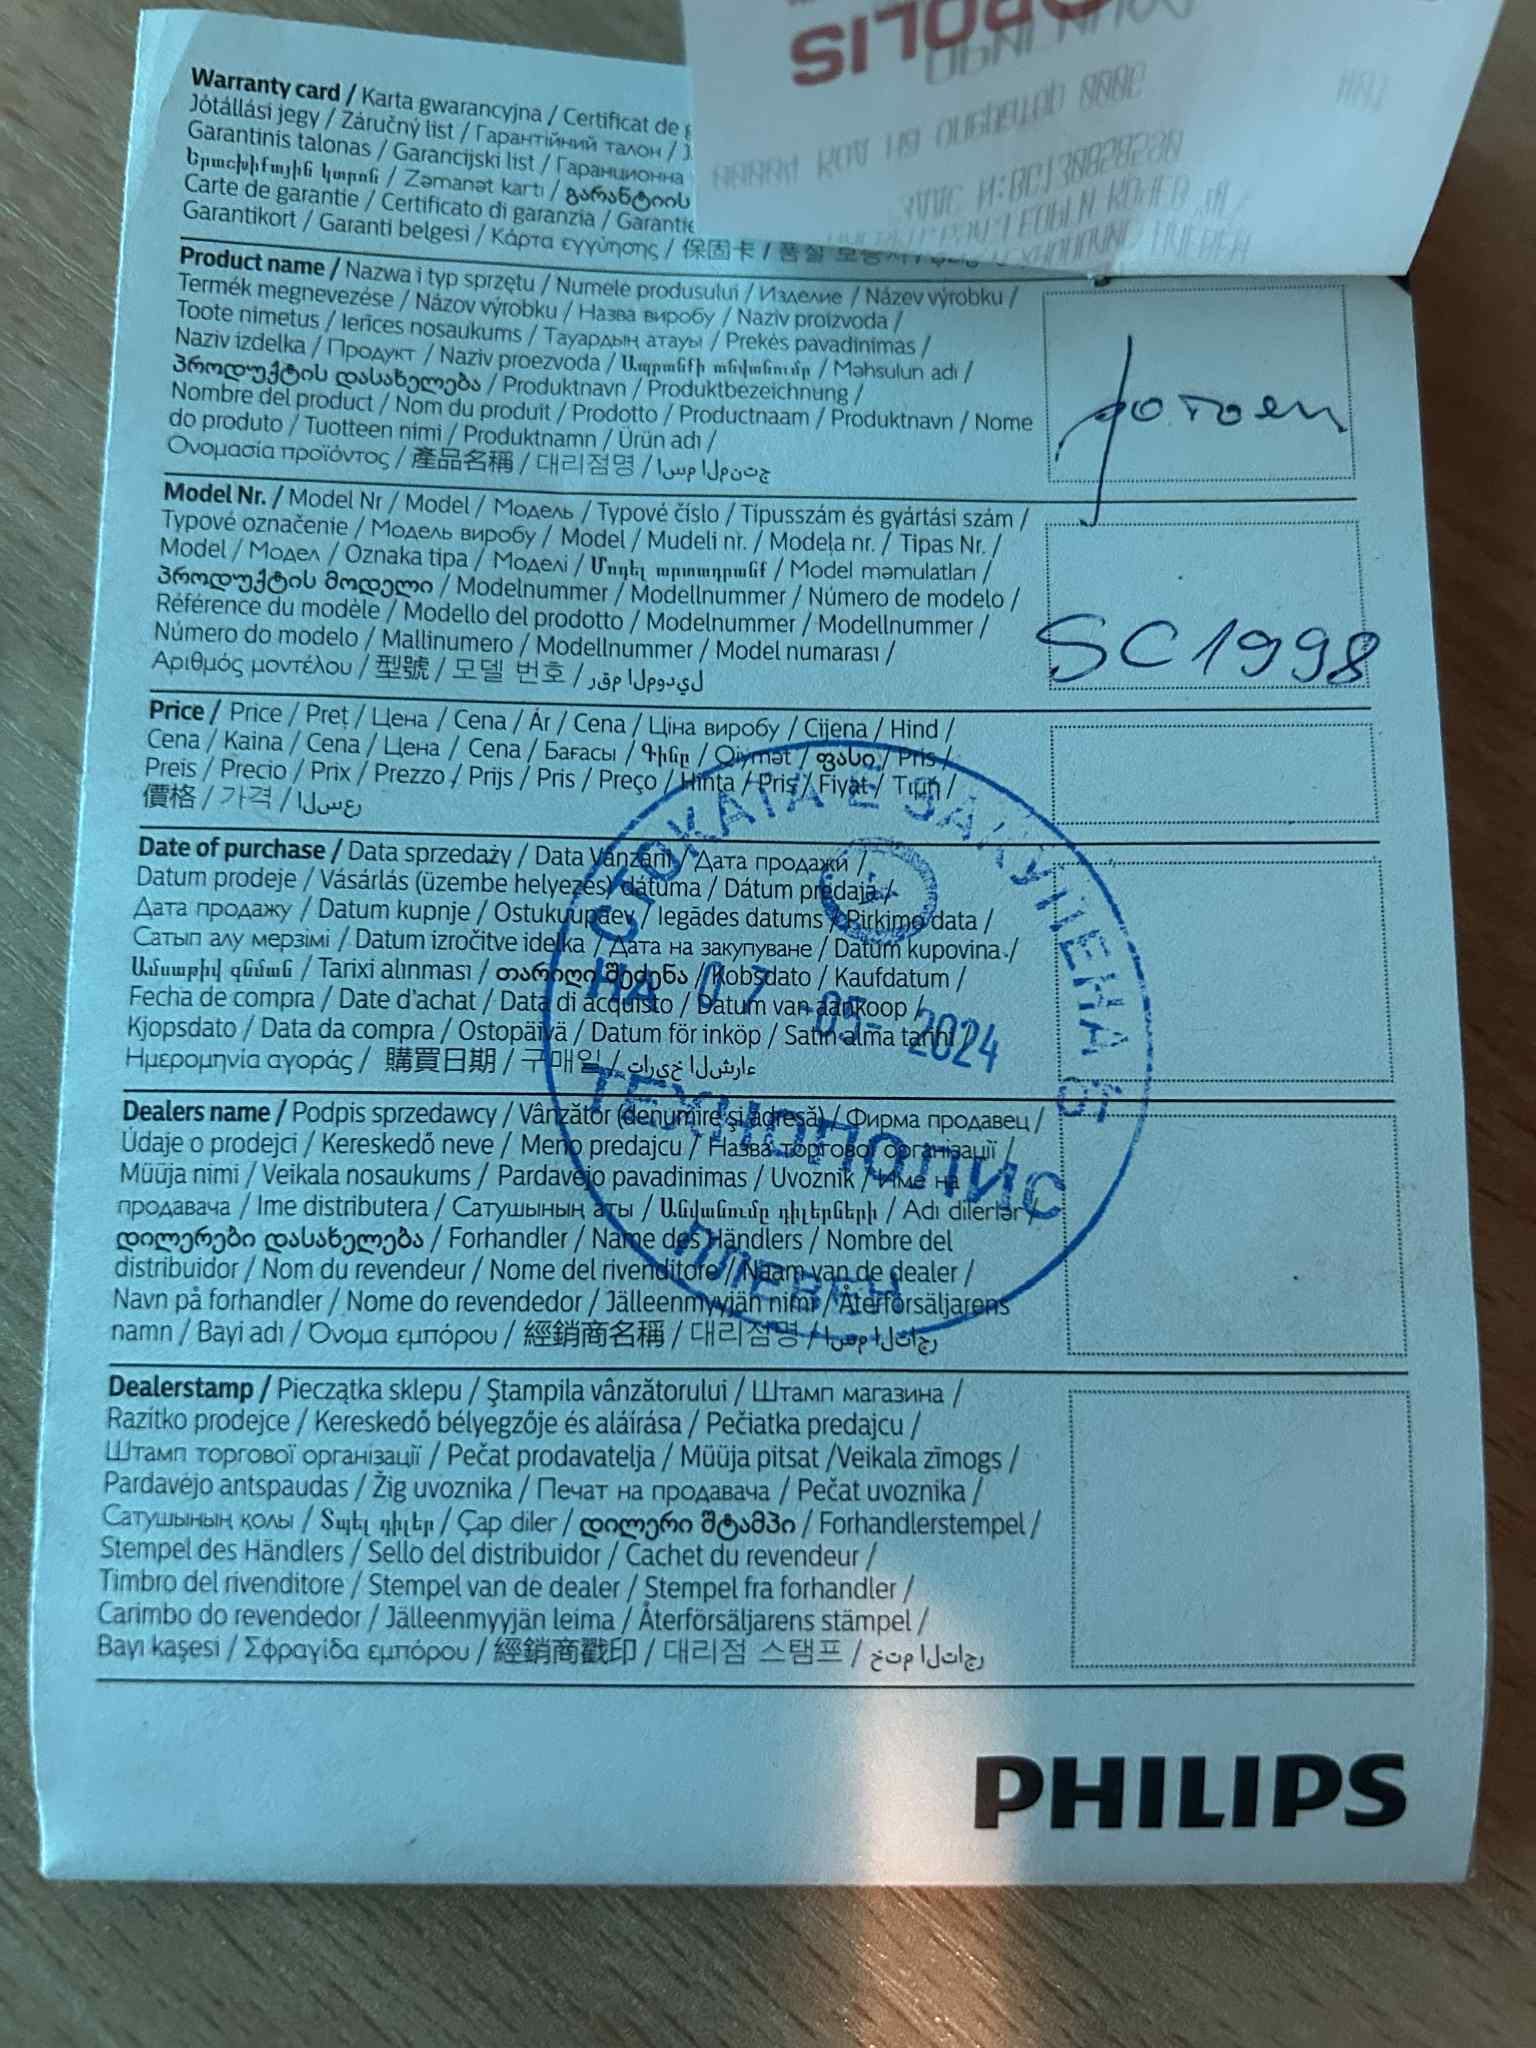 OPOLIS
Warranty card / Karta gwarancyjna / Certificat de g
Jótállási jegy / Záručný list / Гарантійний талон /
Garantinis talonas / Garancijski list / Гаранционна
Երաշխիքային կտրոն / Zəmanət kartı / გარანტიის
Carte de garantie / Certificato di garanzia / Garantie
Garantikort / Garanti belgesi / Κάρτα εγγύησης / 保固卡 /
Product name / Nazwa i typ sprzętu / Numele produsului / Изделие / Název výrobku /
Termék megnevezése / Názov výrobku / Назва виробу / Naziv proizvoda /
Toote nimetus / Ierīces nosaukums / Тауардың атауы / Prekės pavadinimas /
Naziv izdelka / Продукт / Naziv proezvoda / Ապրանքի անվանումը / Məhsulun adı /
პროდუქტის დასახელება / Produktnavn / Produktbezeichnung /
Nombre del product / Nom du produit / Prodotto / Productnaam / Produktnavn / Nome
do produto / Tuotteen nimi / Produktnamn / Ürün adı /
Ονομασία προϊόντος / 產品名稱 / 대리점명 / اسم المنتج
фотоеп
Model Nr. / Model Nr / Model / Модель / Typové číslo / Típusszám és gyártási szám /
Typové označenie / Модель виробу / Model / Mudeli nr. / Modeļa nr. / Tipas Nr. /
Model / Модел / Oznaka tipa / Моделі / Մոդել արտադրանք / Model məmulatları /
პროდუქტის მოდელი / Modelnummer / Modellnummer / Número de modelo /
Référence du modèle / Modello del prodotto / Modelnummer / Modellnummer /
Número do modelo / Mallinumero / Modellnummer / Model numarası /
Αριθμός μοντέλου / 型號 / 모델 번호 / رقم الموديل
SC1998
Price / Price / Preț / Цена / Cena / Ár / Cena / Ціна виробу / Cijena / Hind /
Cena / Kaina / Cena / Цена / Cena / Бағасы / Գինը / Qiymət / ფასი / Pris /
Preis / Precio / Prix / Prezzo / Prijs / Pris / Preço / Hinta / Pris / Fiyat / Τιμή /
價格 / 가격 / السعر
СТОКАТА Е ЗАКУПЕНА ОТ
Date of purchase / Data sprzedaży / Data Vânzării / Дата продажи /
Datum prodeje / Vásárlás (üzembe helyezés) dátuma / Dátum predaja /
Дата продажу / Datum kupnje / Ostukuupäev / Iegādes datums / Pirkimo data /
Сатып алу мерзімі / Datum izročitve idelka / Дата на закупуване / Datum kupovina /
Ամսաթիվ գնման / Tarixi alınması / თარიღი შეძენა / Kobsdato / Kaufdatum /
Fecha de compra / Date d'achat / Data di acquisto / Datum van aankoop /
Kjopsdato / Data da compra / Ostopäivä / Datum för inköp / Satin alma tarihi /
Ημερομηνία αγοράς / 購買日期 / 구매일 / تاريخ الشراء
НА 07 -05- 2024
ТЕХНОПОЛИС
ПЛЕВЕН
Dealers name / Podpis sprzedawcy / Vânzător (denumire și adresă) / Фирма продавец /
Údaje o prodejci / Kereskedő neve / Meno predajcu / Назва торгової організації /
Müüja nimi / Veikala nosaukums / Pardavėjo pavadinimas / Uvoznik / Име на
продавача / Ime distributera / Сатушының аты / Անվանումը դիլերների / Adı dilerlər /
დილერები დასახელება / Forhandler / Name des Händlers / Nombre del
distribuidor / Nom du revendeur / Nome del rivenditore / Naam van de dealer /
Navn på forhandler / Nome do revendedor / Jälleenmyyjän nimi / Återförsäljarens
namn / Bayi adı / Όνομα εμπόρου / 經銷商名稱 / 대리점명 / اسم التاجر
Dealerstamp / Pieczątka sklepu / Ștampila vânzătorului / Штамп магазина /
Razítko prodejce / Kereskedő bélyegzője és aláírása / Pečiatka predajcu /
Штамп торгової організації / Pečat prodavatelja / Müüja pitsat /Veikala zīmogs /
Pardavėjo antspaudas / Žig uvoznika / Печат на продавача / Pečat uvoznika /
Сатушының қолы / Տպել դիլեր / Çap diler / დილერი შტამპი / Forhandlerstempel /
Stempel des Händlers / Sello del distribuidor / Cachet du revendeur /
Timbro del rivenditore / Stempel van de dealer / Stempel fra forhandler /
Carimbo do revendedor / Jälleenmyyjän leima / Återförsäljarens stämpel /
Bayi kaşesi / Σφραγίδα εμπόρου / 經銷商戳印 / 대리점 스탬프 / ختم التاجر
PHILIPS